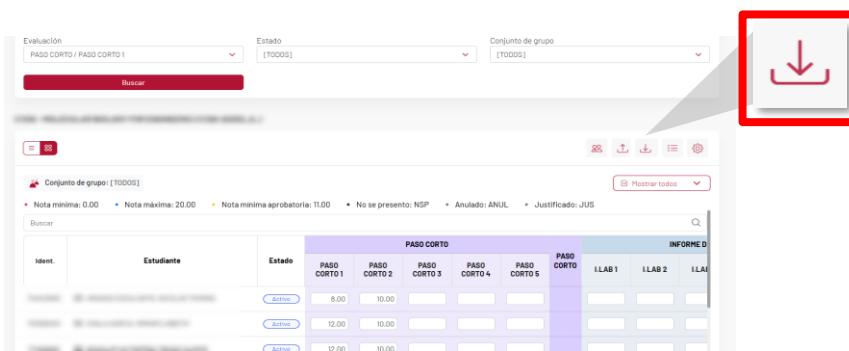 Evaluación Estado Conjunto de grupo
PASO CORTO / PASO CORTO 1 [TODOS] [TODOS]
Buscar
Conjunto de grupo: [TODOS] Mostrar todos
Nota mínima: 0.00 Nota máxima: 20.00 Nota mínima aprobatoria: 11.00 No se presento: NSP Anulado: ANUL Justificado: JUS
Buscar
PASO CORTO INFORME D
Ident. Estudiante Estado PASO CORTO 1 PASO CORTO 2 PASO CORTO 3 PASO CORTO 4 PASO CORTO 5 PASO CORTO I.LAB 1 I.LAB 2 I.LAB
Activo 8.00 10.00
Activo 12.00 10.00
Activo 12.00 10.00